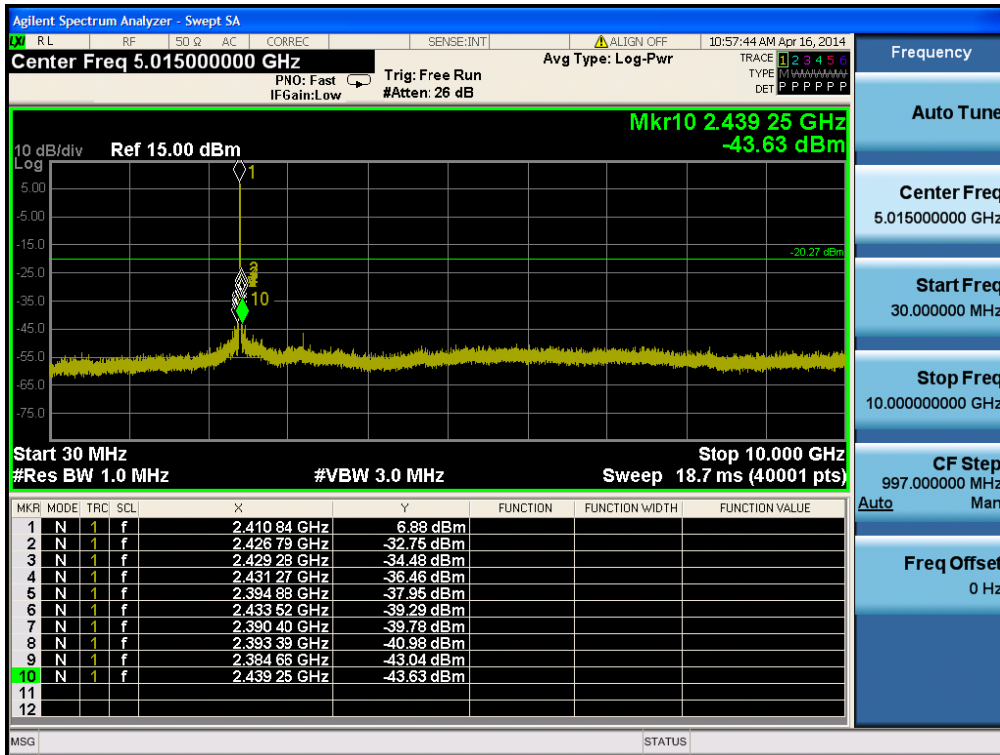 Agilent Spectrum Analyzer - Swept SA
LXI RL RF 50 Ω AC CORREC SENSE:INT ALIGN OFF 10:57:44 AM Apr 16, 2014
Center Freq 5.015000000 GHz
PNO: Fast
IFGain:Low
Trig: Free Run
#Atten: 26 dB
Avg Type: Log-Pwr
TRACE 1 2 3 4 5 6
TYPE M
DET P P P P P P
Mkr10 2.439 25 GHz
-43.63 dBm
10 dB/div Ref 15.00 dBm
Log
5.00
-5.00
-15.0
-25.0
-35.0
-45.0
-55.0
-65.0
-75.0
1
-20.27 dBm
10
Start 30 MHz Stop 10.000 GHz
#Res BW 1.0 MHz #VBW 3.0 MHz Sweep 18.7 ms (40001 pts)
MKR MODE TRC SCL X Y FUNCTION FUNCTION WIDTH FUNCTION VALUE
1 N 1 f 2.410 84 GHz 6.88 dBm
2 N 1 f 2.426 79 GHz -32.75 dBm
3 N 1 f 2.429 28 GHz -34.48 dBm
4 N 1 f 2.431 27 GHz -36.46 dBm
5 N 1 f 2.394 88 GHz -37.95 dBm
6 N 1 f 2.433 52 GHz -39.29 dBm
7 N 1 f 2.390 40 GHz -39.78 dBm
8 N 1 f 2.393 39 GHz -40.98 dBm
9 N 1 f 2.384 66 GHz -43.04 dBm
10 N 1 f 2.439 25 GHz -43.63 dBm
11
12
MSG STATUS
Frequency
Auto Tune
Center Freq
5.015000000 GHz
Start Freq
30.000000 MHz
Stop Freq
10.000000000 GHz
CF Step
997.000000 MHz
Auto Man
Freq Offset
0 Hz